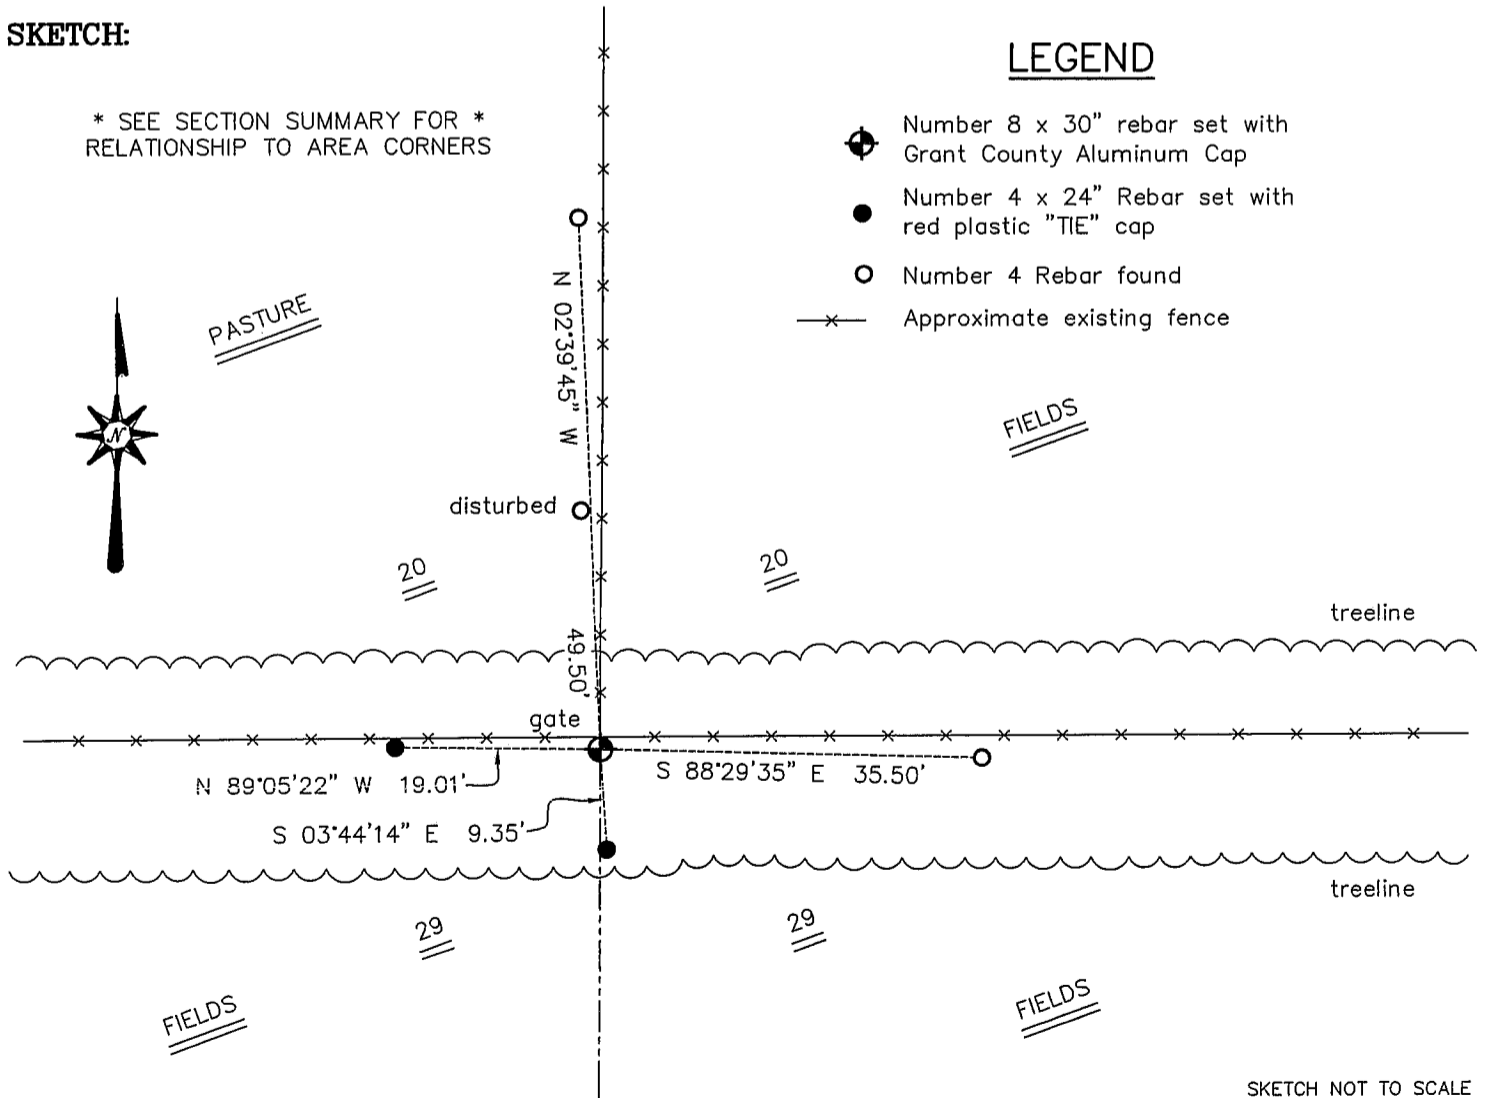 SKETCH:
* SEE SECTION SUMMARY FOR *
RELATIONSHIP TO AREA CORNERS
LEGEND
Number 8 x 30" rebar set with
Grant County Aluminum Cap
Number 4 x 24" Rebar set with
red plastic "TIE" cap
Number 4 Rebar found
Approximate existing fence
PASTURE
N
N 02°39'45" W
49.50'
FIELDS
disturbed
20
20
treeline
gate
N 89°05'22" W 19.01'
S 88°29'35" E 35.50'
S 03°44'14" E 9.35'
treeline
29
29
FIELDS
FIELDS
SKETCH NOT TO SCALE